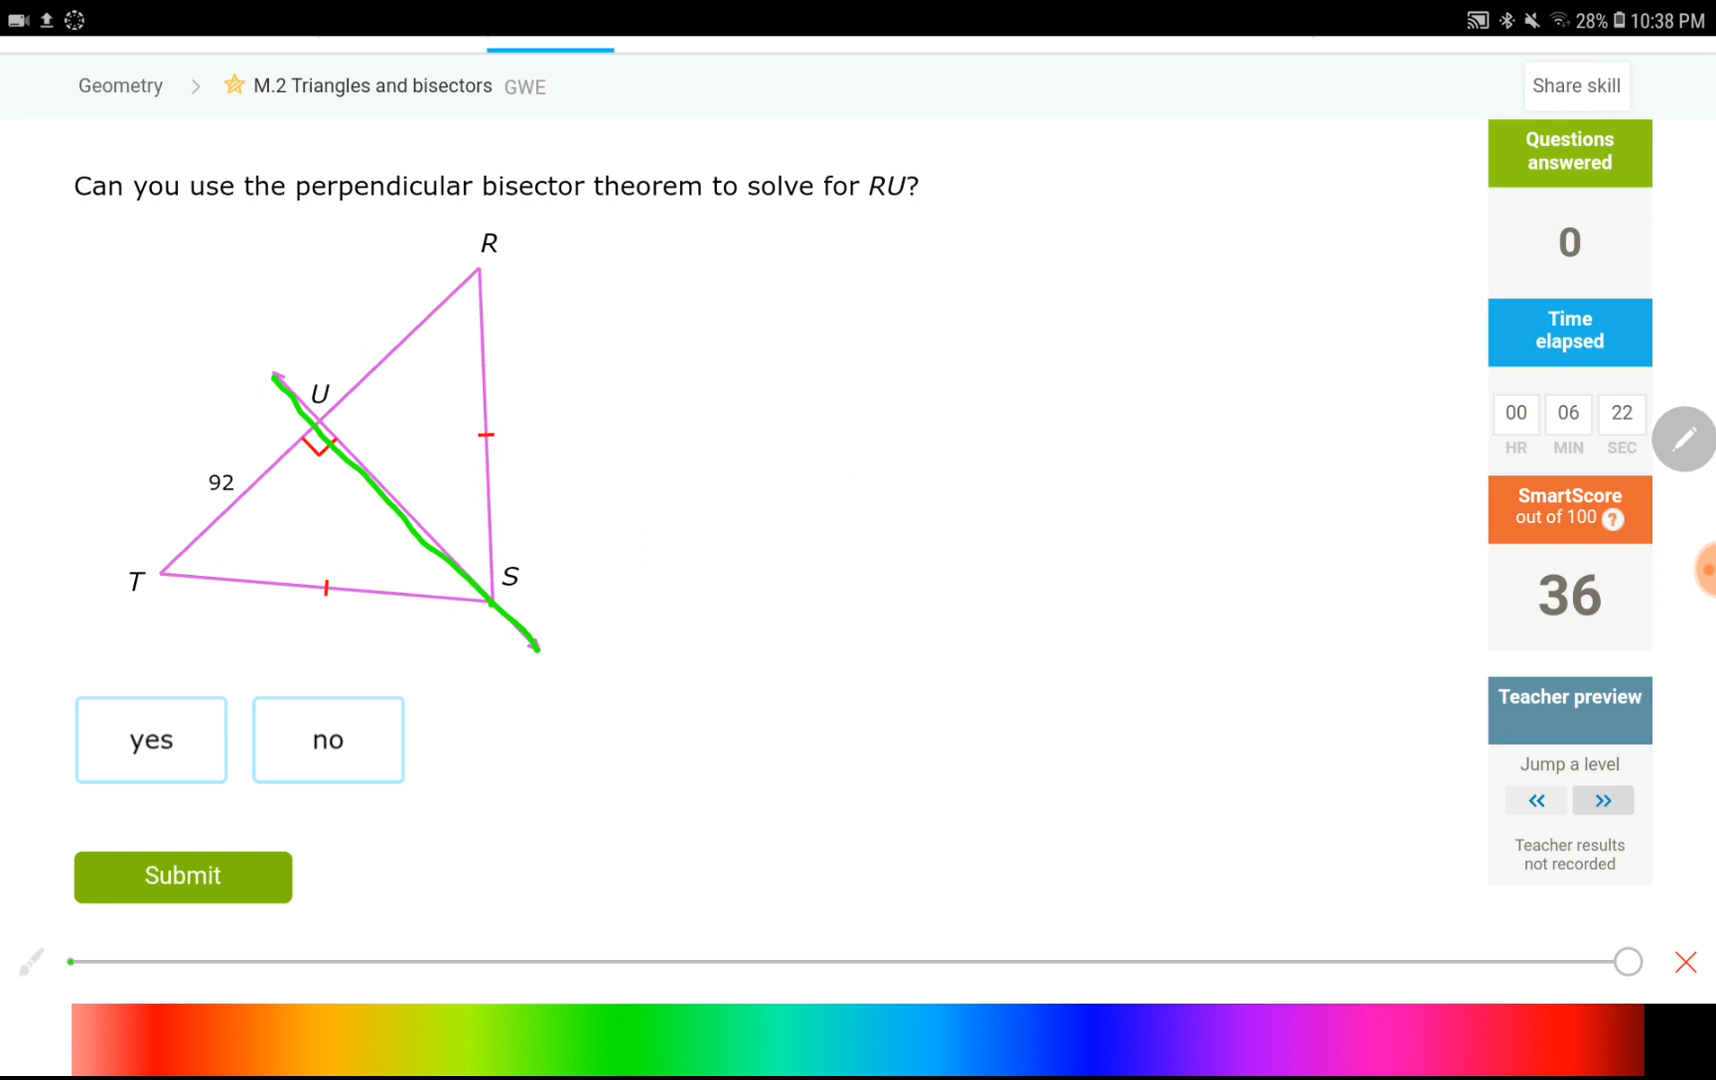 28% 10:38 PM
Geometry > M.2 Triangles and bisectors GWE
Share skill
Questions answered
0
Can you use the perpendicular bisector theorem to solve for RU?
R
U
92
T
S
Time elapsed
00 06 22
HR MIN SEC
SmartScore
out of 100 ?
36
yes no
Submit
Teacher preview
Jump a level
Teacher results
not recorded